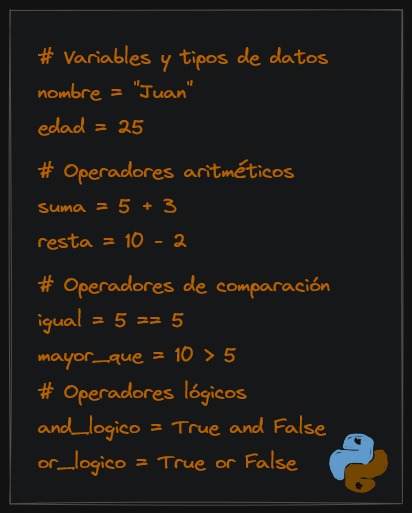 # Variables y tipos de datos
nombre = "Juan"
edad = 25
# Operadores aritméticos
suma = 5 + 3
resta = 10 - 2
# Operadores de comparación
igual = 5 == 5
mayor_que = 10 > 5
# Operadores lógicos
and_logico = True and False
or_logico = True or False